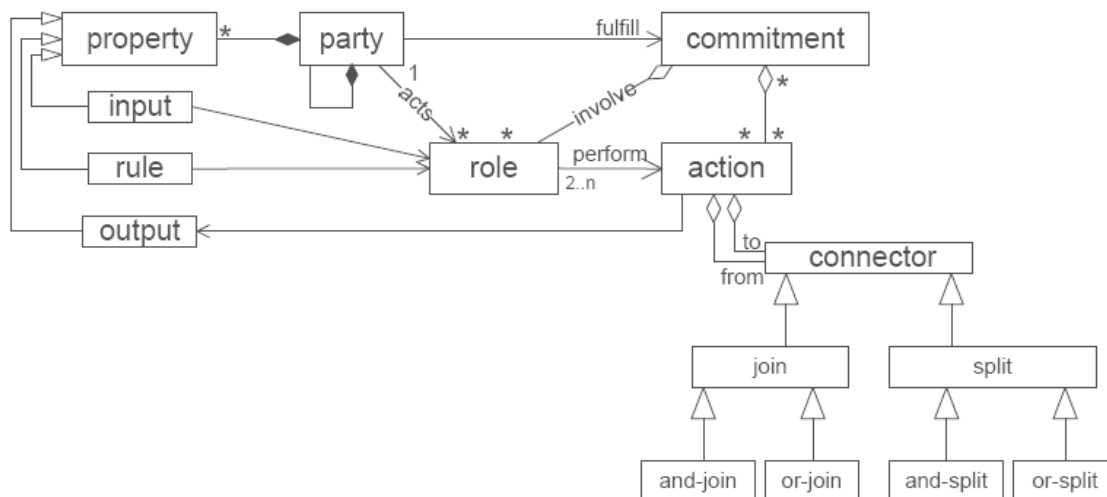 property
*
party
fulfill
commitment
1
acts
involve
*
input
*
*
*
*
rule
role
perform
2..n
action
output
to
from
connector
join
split
and-join
or-join
and-split
or-split